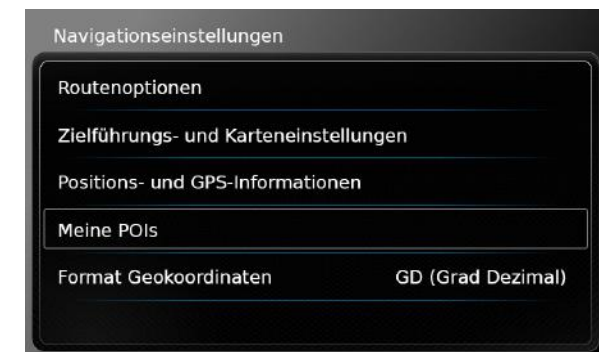 Navigationseinstellungen
Routenoptionen
Zielführungs- und Karteneinstellungen
Positions- und GPS-Informationen
Meine POIs
Format Geokoordinaten GD (Grad Dezimal)